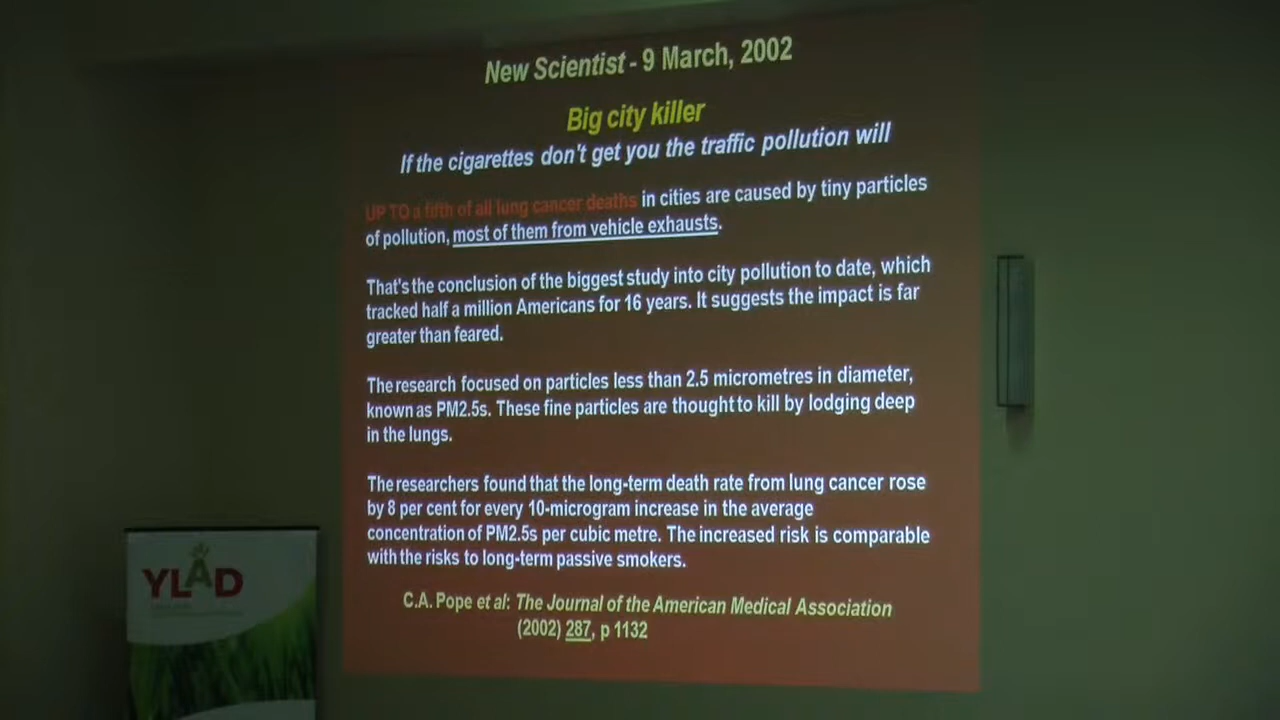 New Scientist - 9 March, 2002
Big city killer
If the cigarettes don't get you the traffic pollution will
UP TO a fifth of all lung cancer deaths in cities are caused by tiny particles
of pollution, most of them from vehicle exhausts.
That's the conclusion of the biggest study into city pollution to date, which
tracked half a million Americans for 16 years. It suggests the impact is far
greater than feared.
The research focused on particles less than 2.5 micrometres in diameter,
known as PM2.5s. These fine particles are thought to kill by lodging deep
in the lungs.
The researchers found that the long-term death rate from lung cancer rose
by 8 per cent for every 10-microgram increase in the average
concentration of PM2.5s per cubic metre. The increased risk is comparable
with the risks to long-term passive smokers.
C.A. Pope et al: The Journal of the American Medical Association
(2002) 287, p 1132
YLAD